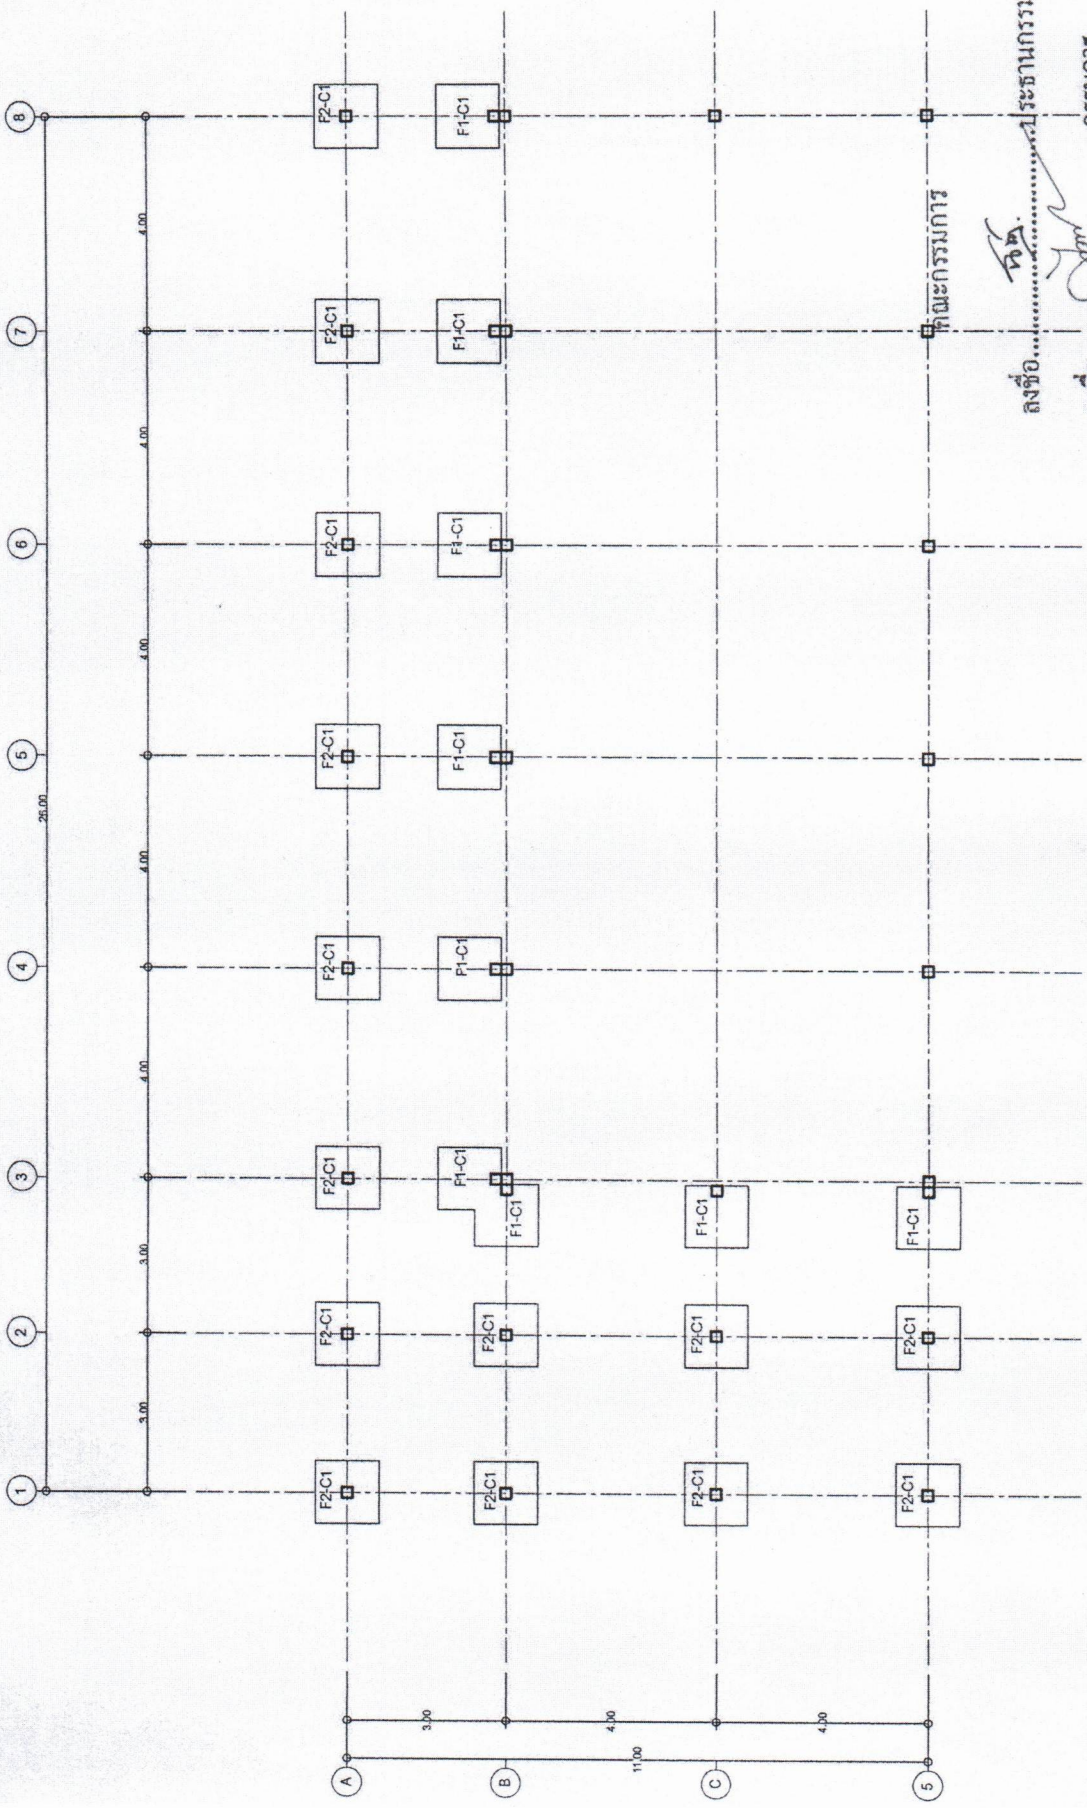 1 2 3 4 5 6 7 8
26.00
3.00 3.00 4.00 4.00 4.00 4.00 4.00
A F2-C1 F2-C1 F2-C1 F2-C1 F2-C1 F2-C1 F2-C1 F2-C1
3.00
F1-C1 F1-C1 F1-C1 F1-C1 F1-C1 F1-C1
B F2-C1 F2-C1 F1-C1
11.00 4.00
C F2-C1 F2-C1 F1-C1
4.00
5 F2-C1 F2-C1 F1-C1
คณะกรรมการ
ลงชื่อ..............................ประธานกรรม